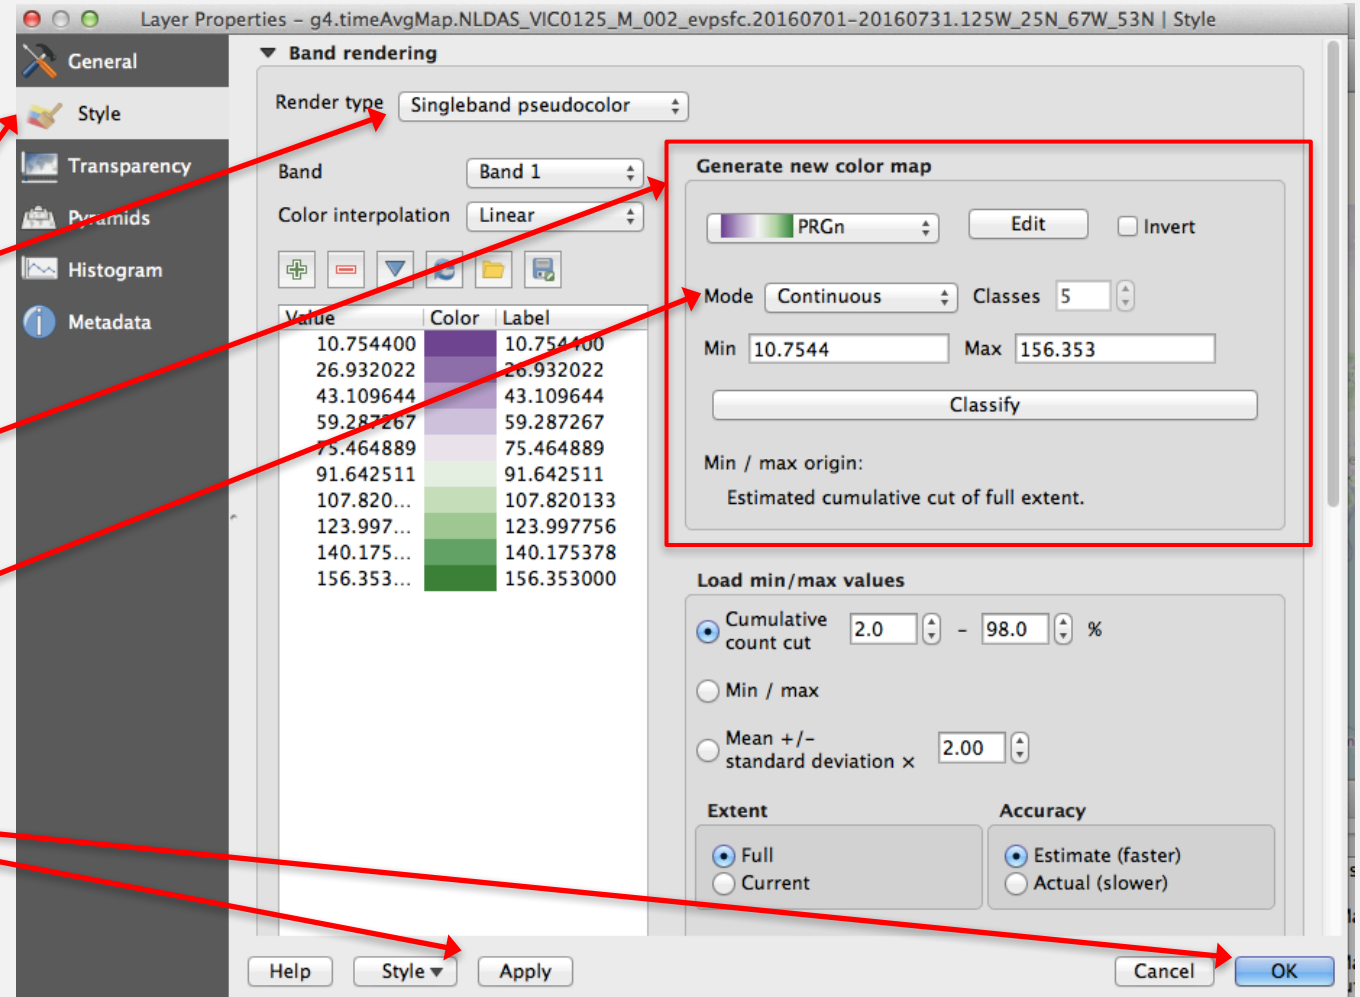 Layer Properties – g4.timeAvgMap.NLDAS_VIC0125_M_002_evpsfc.20160701–20160731.125W_25N_67W_53N | Style
General
Style
Transparency
Pyramids
Histogram
Metadata
Band rendering
Render type Singleband pseudocolor
Band Band 1
Color interpolation Linear
Value Color Label
10.754400 10.754400
26.932022 26.932022
43.109644 43.109644
59.287267 59.287267
75.464889 75.464889
91.642511 91.642511
107.820... 107.820133
123.997... 123.997756
140.175... 140.175378
156.353... 156.353000
Generate new color map
PRGn Edit Invert
Mode Continuous Classes 5
Min 10.7544 Max 156.353
Classify
Min / max origin:
Estimated cumulative cut of full extent.
Load min/max values
Cumulative
count cut 2.0 – 98.0 %
Min / max
Mean +/–
standard deviation × 2.00
Extent Accuracy
Full Estimate (faster)
Current Actual (slower)
Help Style Apply Cancel OK